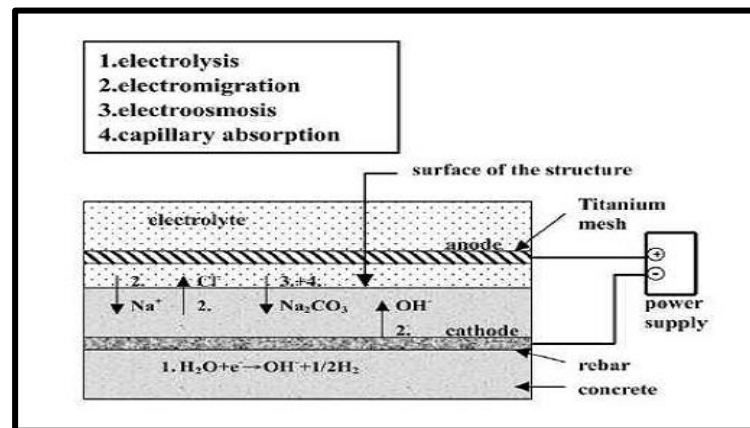 1.electrolysis
2.electromigration
3.electroosmosis
4.capillary absorption
surface of the structure
electrolyte
Titanium
mesh
anode
+
-
2.
Cl⁻
3.+4.
Na⁺
2.
Na₂CO₃
OH⁻
2.
cathode
power
supply
1. H₂O+e⁻→OH⁻+1/2H₂
rebar
concrete